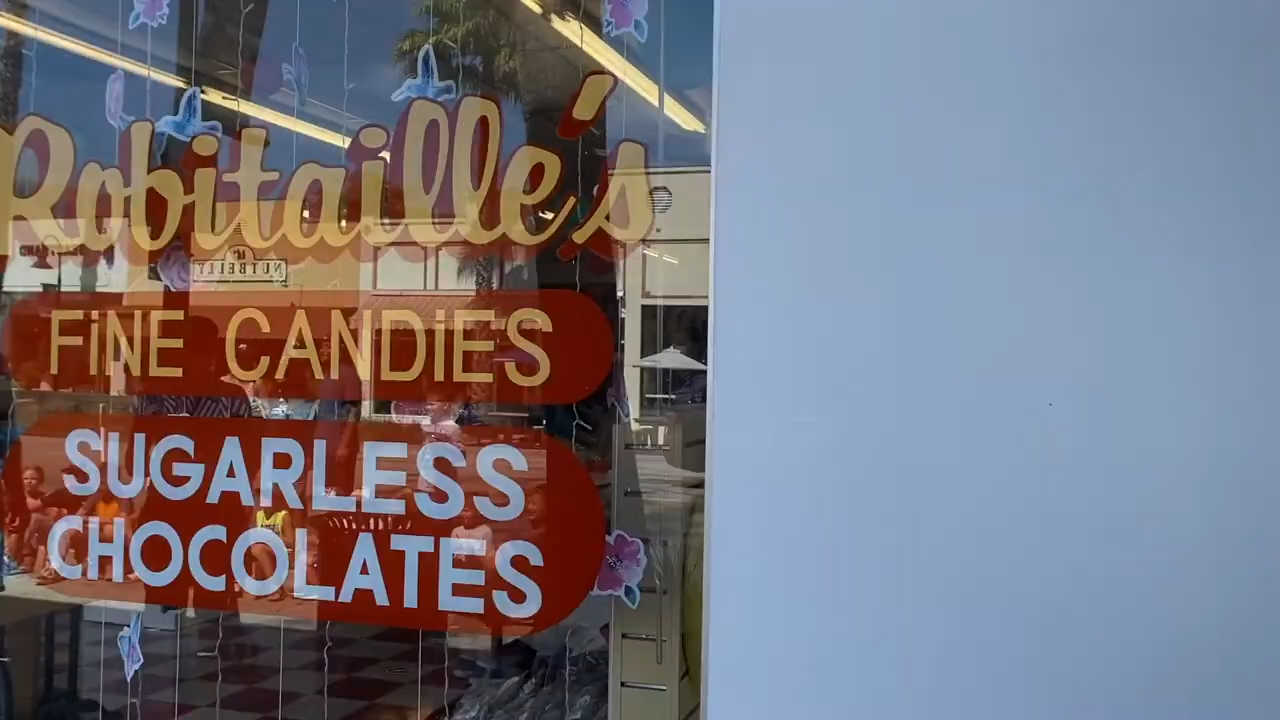 Robitaille's
NUTBELLY
FiNE CANDiES
SUGARLESS
CHOCOLATES